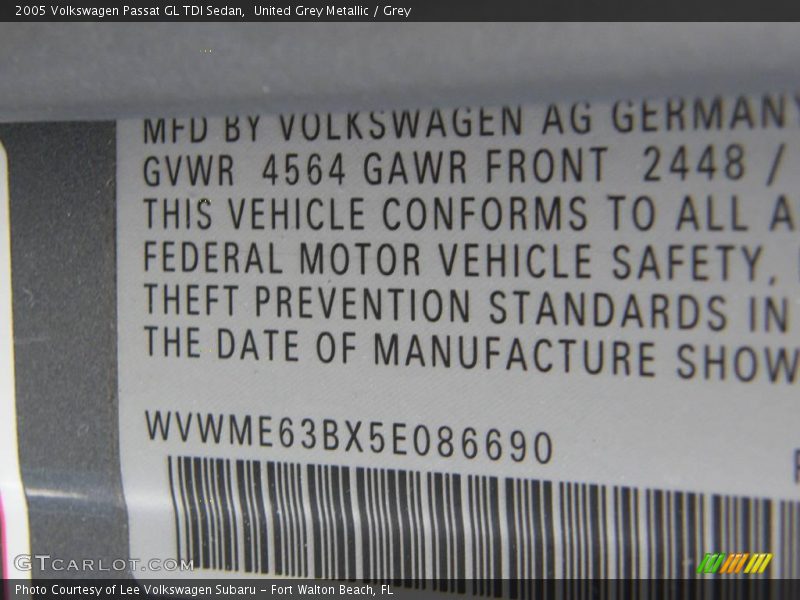 2005 Volkswagen Passat GL TDI Sedan,  United Grey Metallic / Grey
MFD BY VOLKSWAGEN AG GERMANY
GVWR 4564 GAWR FRONT 2448 /
THIS VEHICLE CONFORMS TO ALL A
FEDERAL MOTOR VEHICLE SAFETY,
THEFT PREVENTION STANDARDS IN
THE DATE OF MANUFACTURE SHOW
WVWME63BX5E086690
GTCARLOT.COM
Photo Courtesy of Lee Volkswagen Subaru – Fort Walton Beach, FL